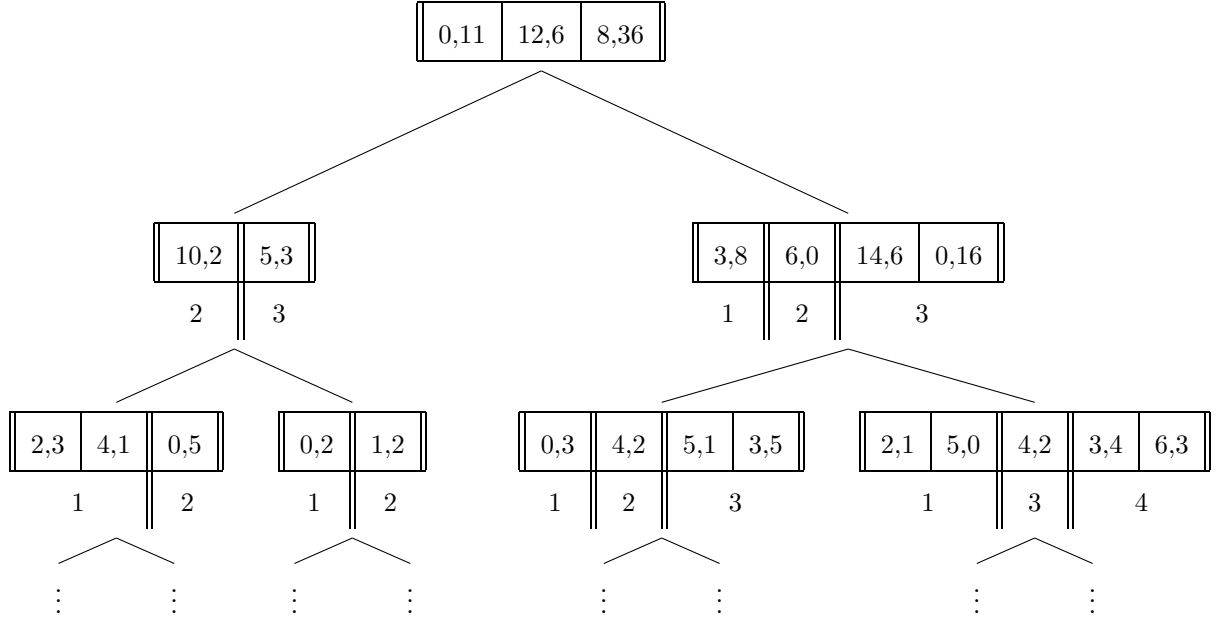 0,11 12,6 8,36
10,2 5,3 3,8 6,0 14,6 0,16
2 3 1 2 3
2,3 4,1 0,5 0,2 1,2 0,3 4,2 5,1 3,5 2,1 5,0 4,2 3,4 6,3
1 2 1 2 1 2 3 1 3 4
⋮ ⋮ ⋮ ⋮ ⋮ ⋮ ⋮ ⋮